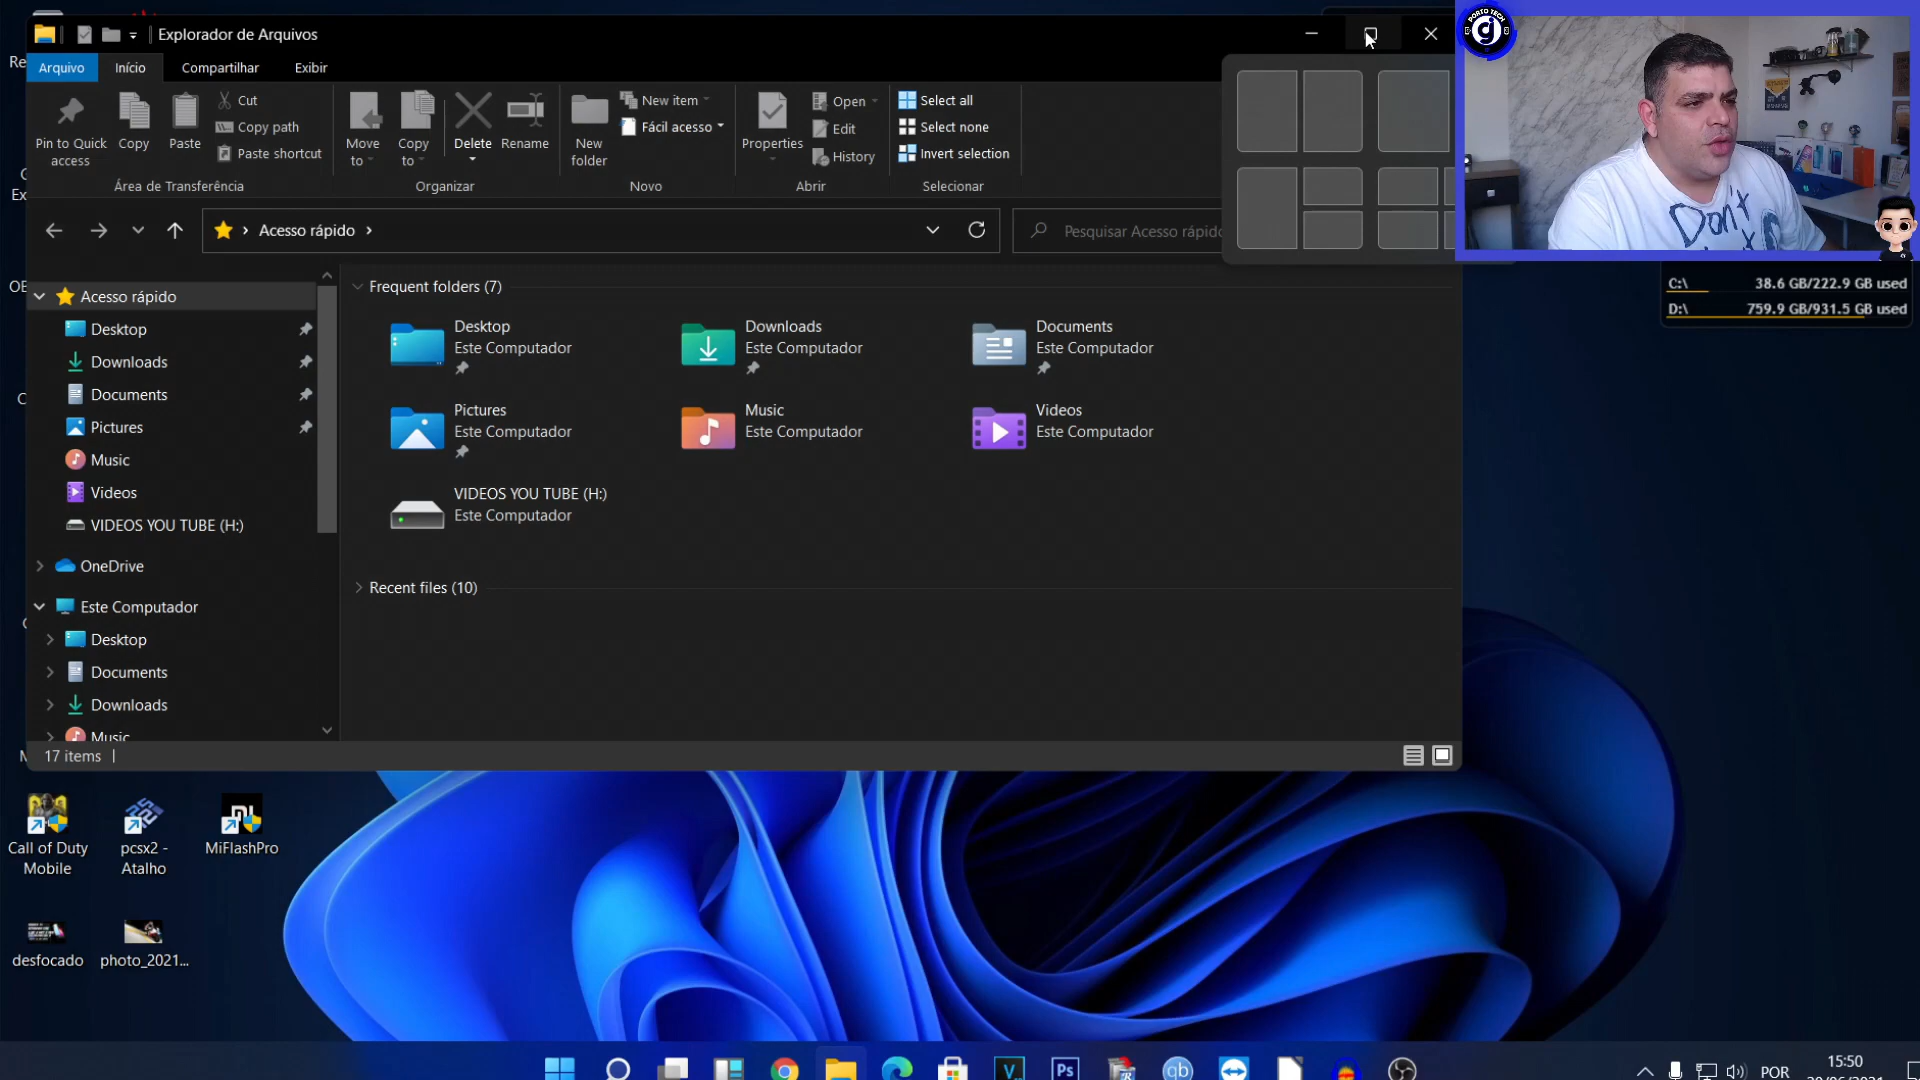 Explorador de Arquivos
Arquivo
Início
Compartilhar
Exibir
Pin to Quick
access
Copy
Paste
Cut
Copy path
Paste shortcut
Área de Transferência
Move
to
Copy
to
Delete
Rename
Organizar
New
folder
New item
Fácil acesso
Novo
Properties
Open
Edit
History
Abrir
Select all
Select none
Invert selection
Selecionar
Acesso rápido
Pesquisar Acesso rápido
PORTO TECH
Don't
C:\ 38.6 GB/222.9 GB used
D:\ 759.9 GB/931.5 GB used
Acesso rápido
Desktop
Downloads
Documents
Pictures
Music
Videos
VIDEOS YOU TUBE (H:)
OneDrive
Este Computador
Desktop
Documents
Downloads
Music
Frequent folders (7)
Desktop
Este Computador
Downloads
Este Computador
Documents
Este Computador
Pictures
Este Computador
Music
Este Computador
Videos
Este Computador
VIDEOS YOU TUBE (H:)
Este Computador
Recent files (10)
17 items
Call of Duty
Mobile
pcsx2 -
Atalho
MiFlashPro
desfocado
photo_2021...
V
Ps
qb
POR
15:50